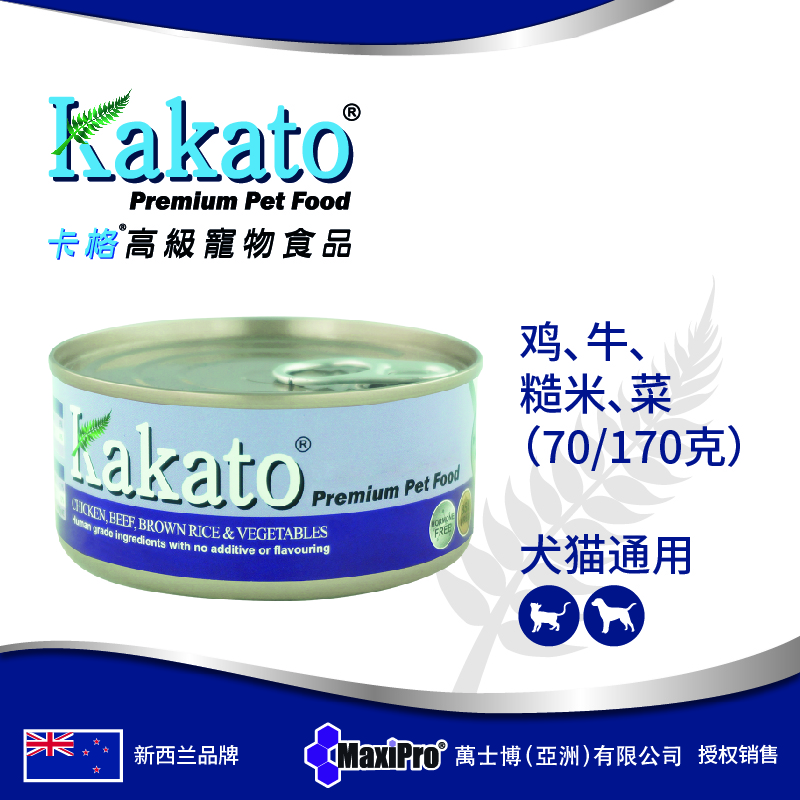 Kakato®
Premium Pet Food
卡格®高級寵物食品
鸡、牛、
糙米、菜
（70/170克）
Kakato®
Premium Pet Food
CHICKEN, BEEF, BROWN RICE & VEGETABLES
Human grade ingredients with no additive or flavouring
HORMONE
FREE
犬猫通用
新西兰品牌
MaxiPro®
萬士博（亞洲）有限公司 授权销售